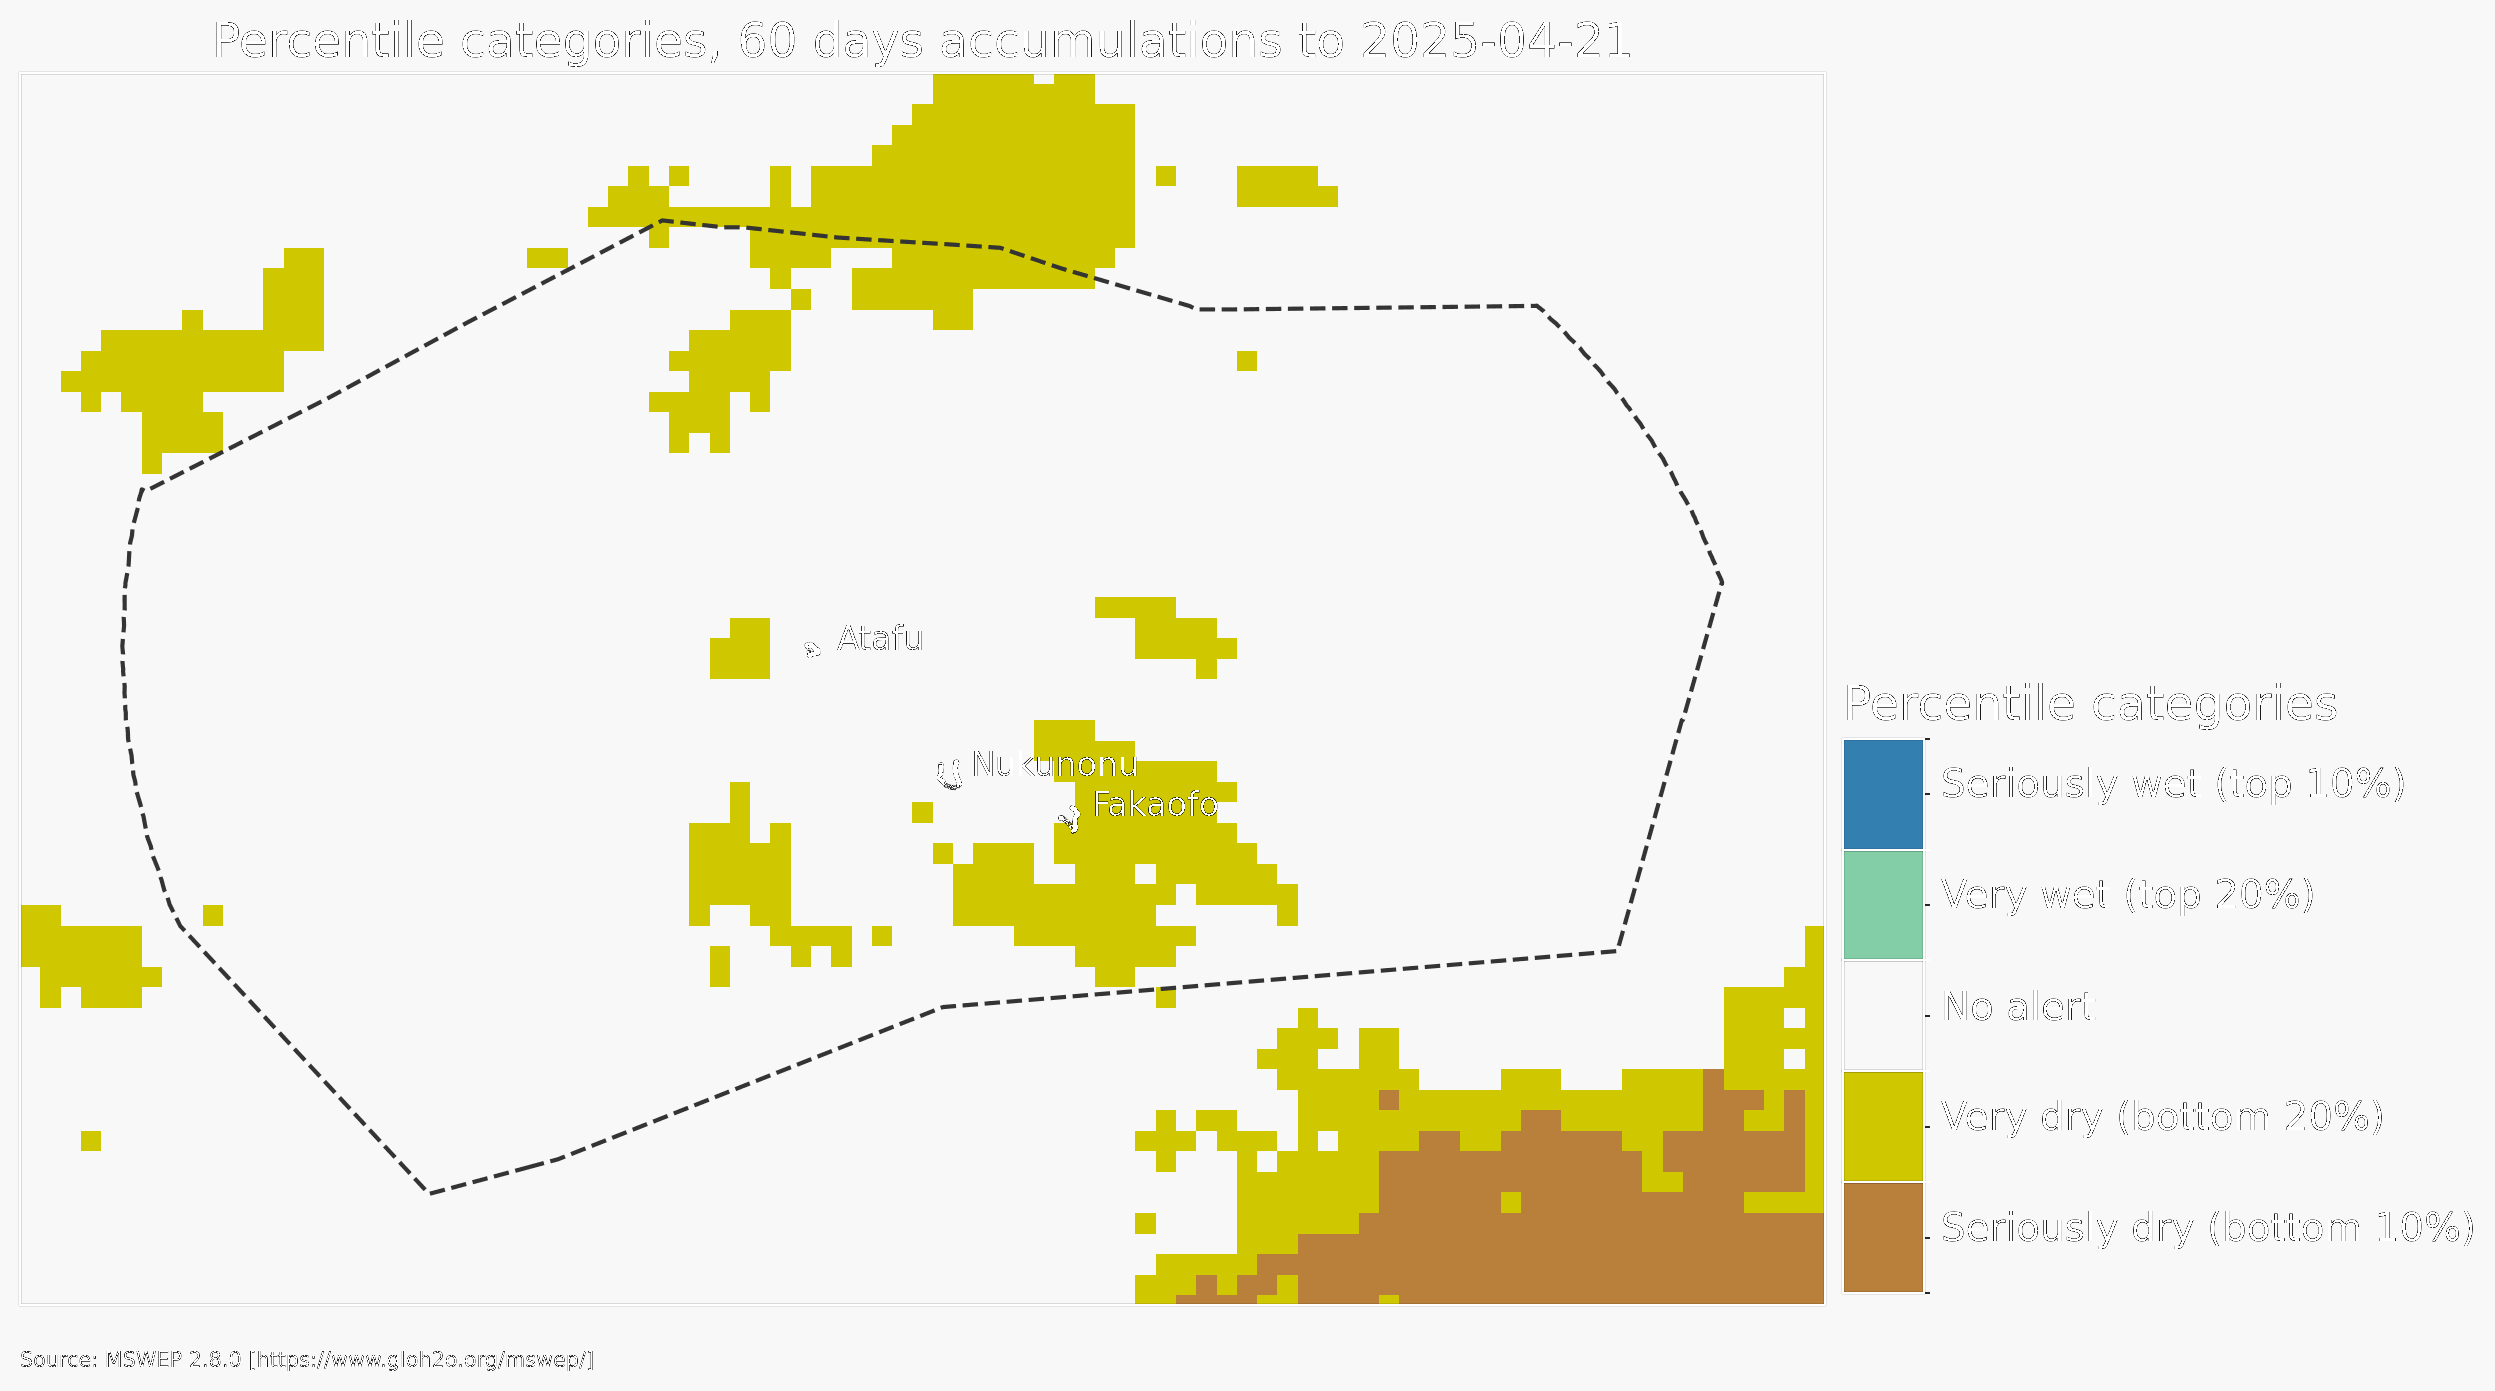 Percentile categories, 60 days accumulations to 2025-04-21
Atafu
Nukunonu
Fakaofo
Percentile categories
Seriously wet (top 10%)
Very wet (top 20%)
No alert
Very dry (bottom 20%)
Seriously dry (bottom 10%)
Source: MSWEP 2.8.0 [https://www.gloh2o.org/mswep/]